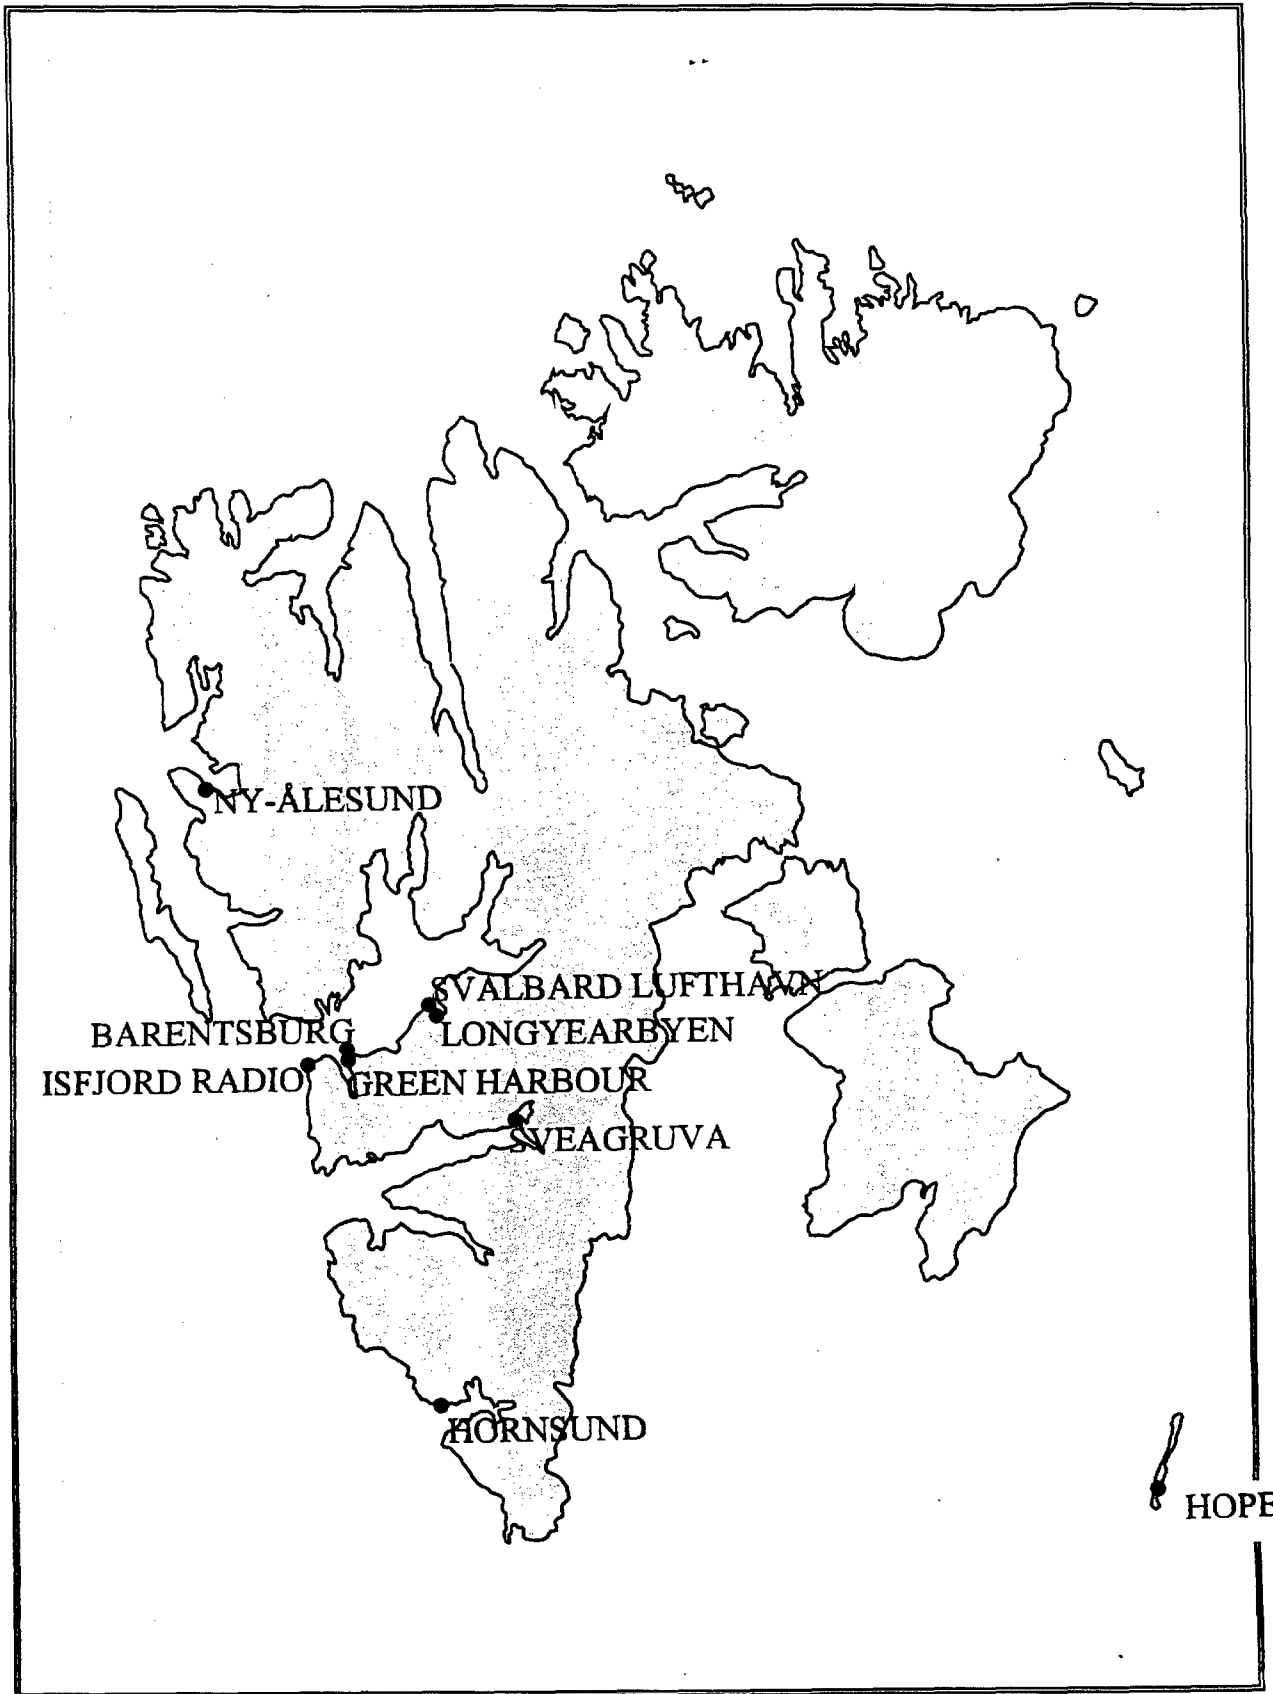 NY-ÅLESUND
SVALBARD LUFTHAVN
BARENTSBURG
LONGYEARBYEN
ISFJORD RADIO
GREEN HARBOUR
SVEAGRUVA
HORNSUND
HOPE